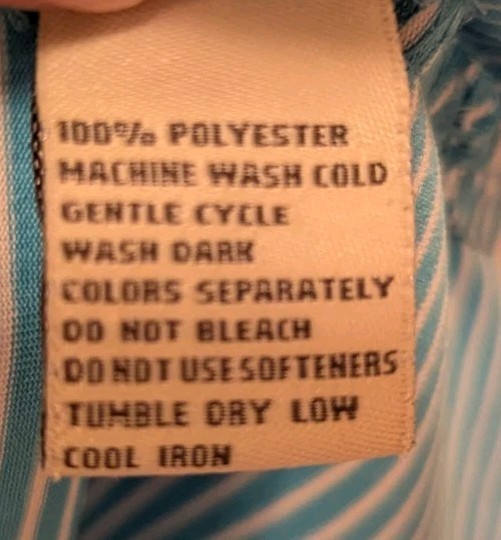 100% POLYESTER
MACHINE WASH COLD
GENTLE CYCLE
WASH DARK
COLORS SEPARATELY
DO NOT BLEACH
DO NOT USE SOFTENERS
TUMBLE DRY LOW
COOL IRON